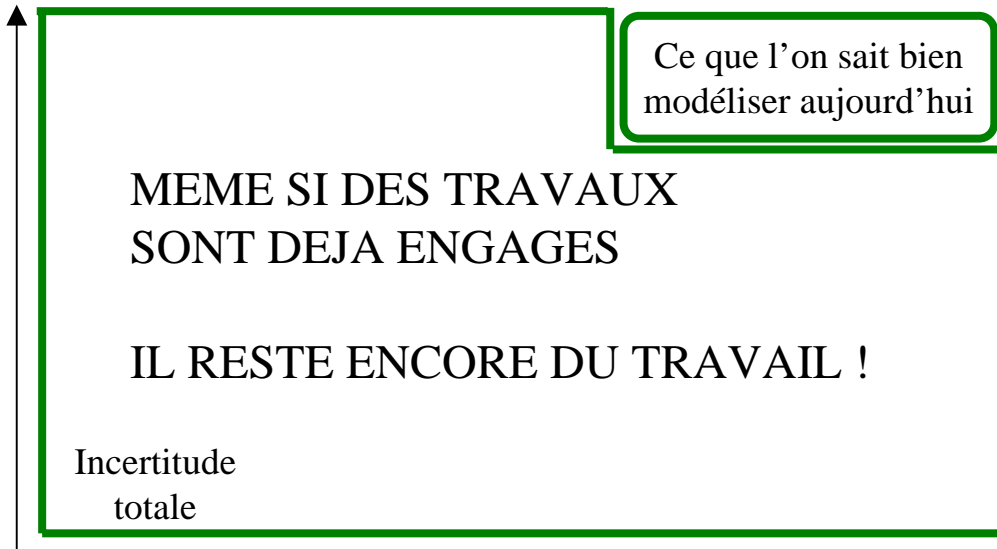 Ce que l’on sait bien
modéliser aujourd’hui
MEME SI DES TRAVAUX
SONT DEJA ENGAGES
IL RESTE ENCORE DU TRAVAIL !
Incertitude
totale